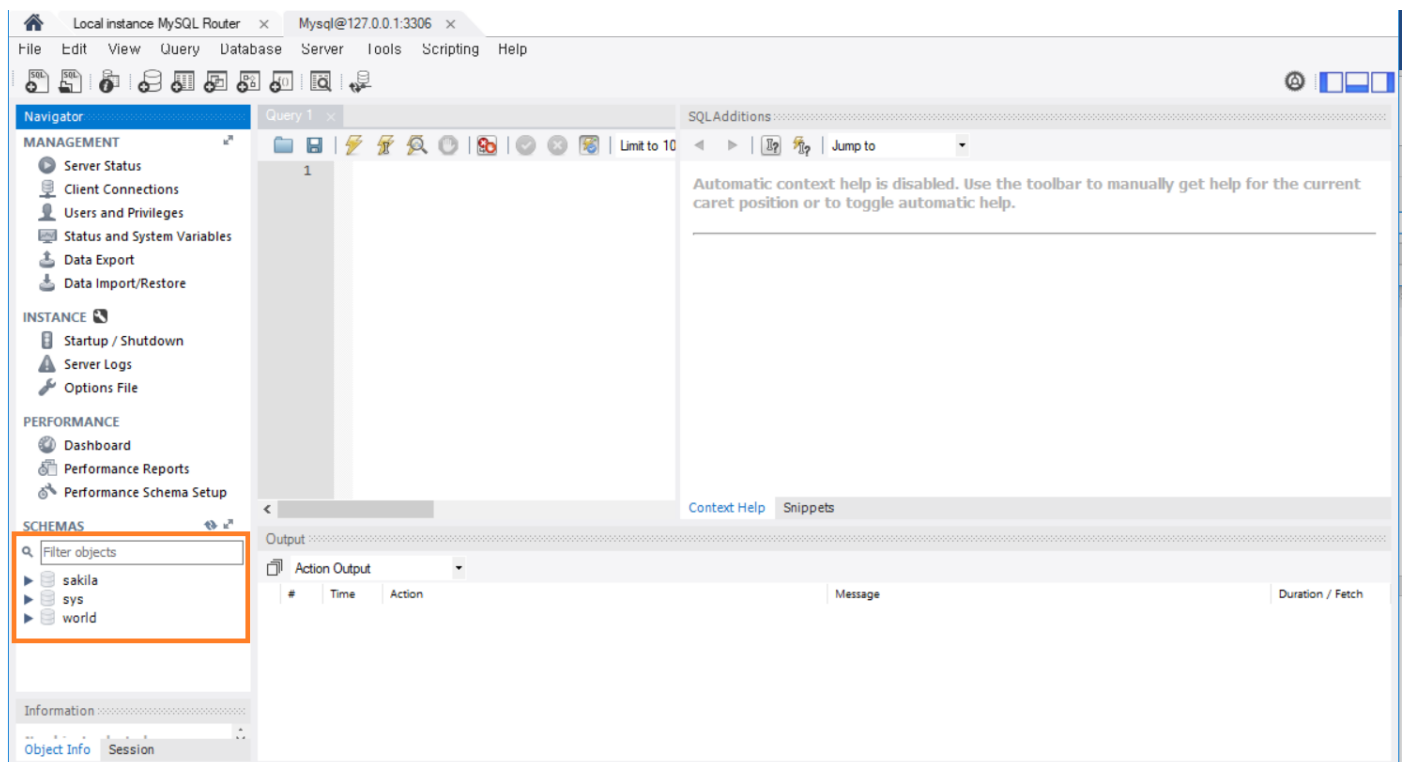 Local instance MySQL Router × Mysql@127.0.0.1:3306 ×
File Edit View Query Database Server Tools Scripting Help
SQL SQL
Navigator
MANAGEMENT
Server Status
Client Connections
Users and Privileges
Status and System Variables
Data Export
Data Import/Restore
INSTANCE
Startup / Shutdown
Server Logs
Options File
PERFORMANCE
Dashboard
Performance Reports
Performance Schema Setup
SCHEMAS
Filter objects
sakila
sys
world
Information
Object Info Session
Query 1 ×
Limit to 10
1
SQLAdditions
Jump to
Automatic context help is disabled. Use the toolbar to manually get help for the current
caret position or to toggle automatic help.
Context Help Snippets
Output
Action Output
# Time Action Message Duration / Fetch